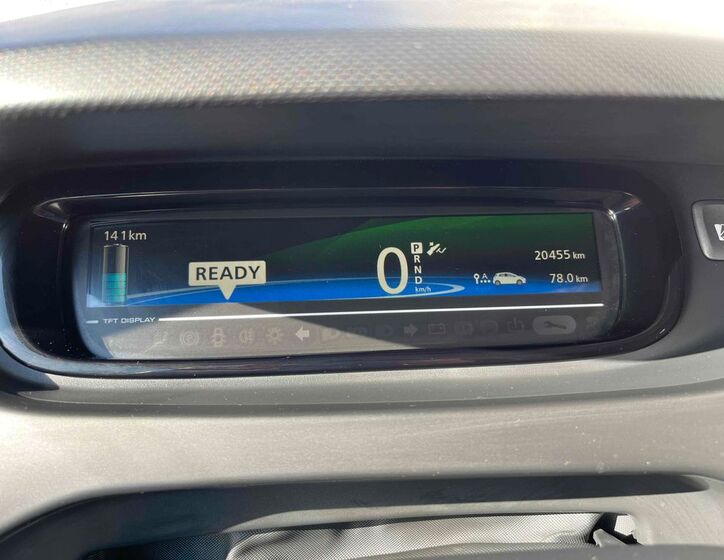 141km
READY
0
P
R
N
D
km/h
20455 km
A
78.0 km
TFT DISPLAY